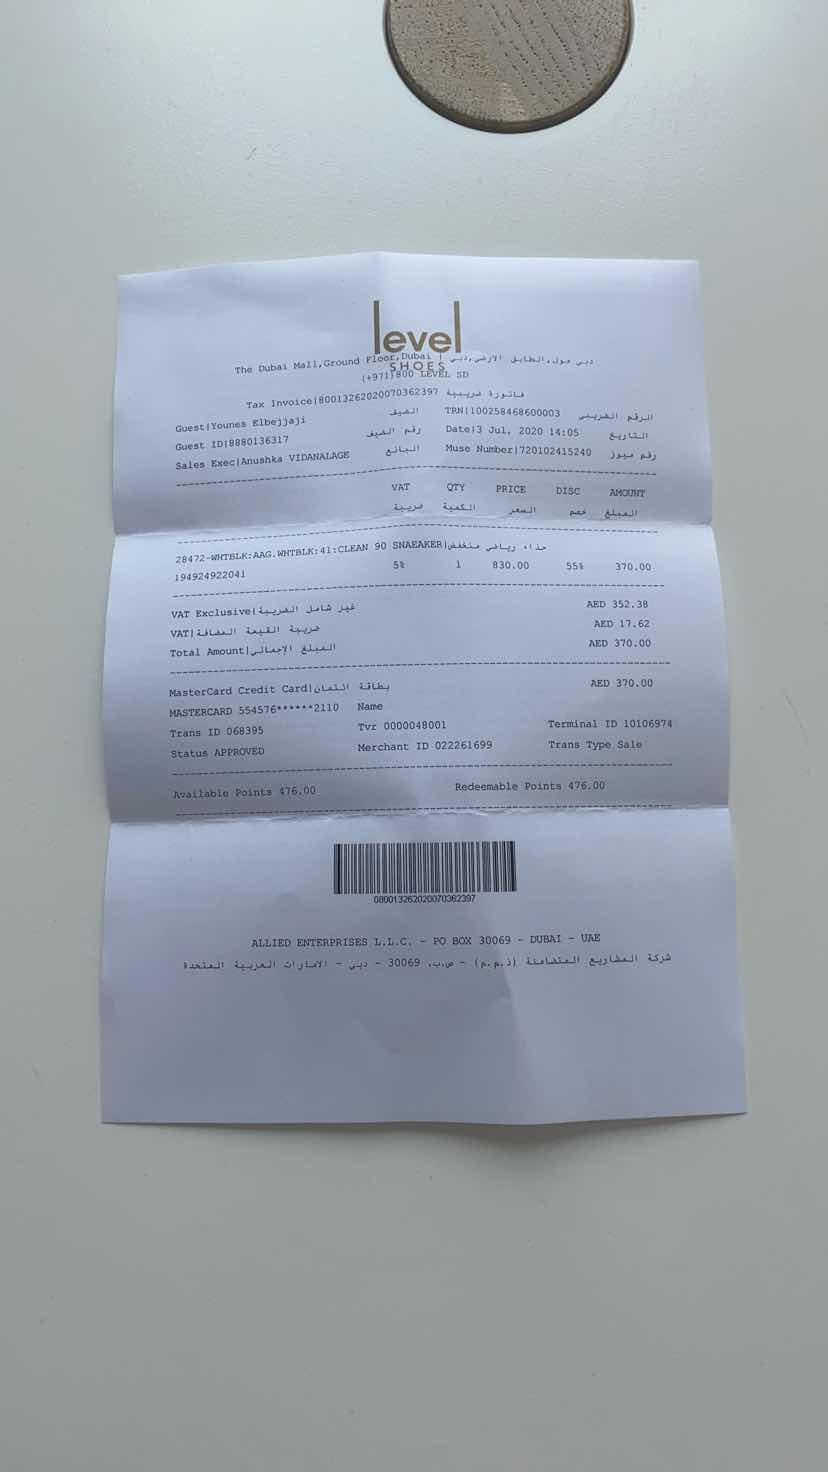 level
SHOES
The Dubai Mall,Ground Floor,Dubai | دبي مول,الطابق الارضي,دبي
(+971)800 LEVEL SD
Tax Invoice|80013262020070362397 فاتورة ضريبية
Guest|Younes Elbejjaji الضيف TRN|100258468600003 الرقم الضريبي
Guest ID|8880136317 رقم الضيف Date|3 Jul, 2020 14:05 التاريخ
Sales Exec|Anushka VIDANALAGE البائع Muse Number|720102415240 رقم ميوز
VAT QTY PRICE DISC AMOUNT
ضريبة الكمية السعر خصم المبلغ
28472-WHTBLK:AAG.WHTBLK:41:CLEAN 90 SNAEAKER|حذاء رياضي منخفض
194924922041 5% 1 830.00 55% 370.00
VAT Exclusive|غير شامل الضريبة AED 352.38
VAT|ضريبة القيمة المضافة AED 17.62
Total Amount|المبلغ الإجمالي AED 370.00
MasterCard Credit Card|بطاقة ائتمان AED 370.00
MASTERCARD 554576******2110 Name
Trans ID 068395 Tvr 0000048001 Terminal ID 10106974
Status APPROVED Merchant ID 022261699 Trans Type Sale
Available Points 476.00 Redeemable Points 476.00
080013262020070362397
ALLIED ENTERPRISES L.L.C. - PO BOX 30069 - DUBAI - UAE
شركة المشاريع المتضامنة (ذ.م.م) - ص.ب. 30069 - دبي - الامارات العربية المتحدة